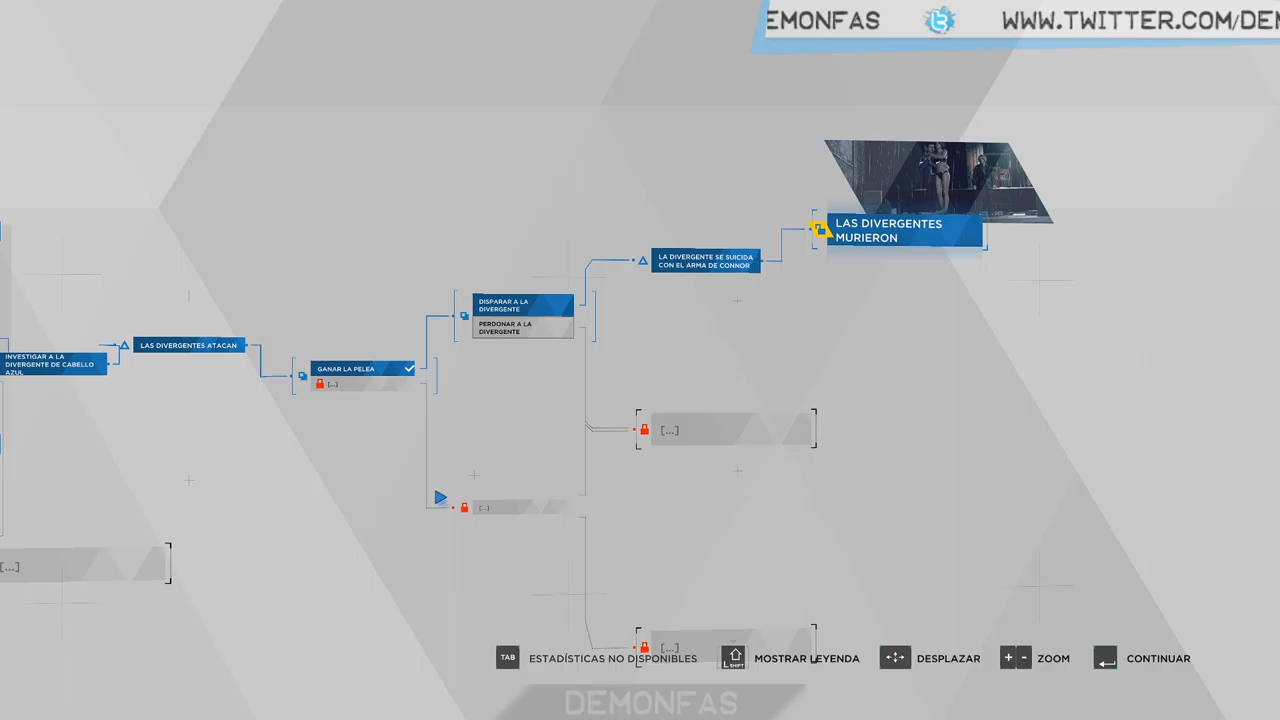 EMONFAS WWW.TWITTER.COM/DEM
LAS DIVERGENTES
MURIERON
LA DIVERGENTE SE SUICIDA
CON EL ARMA DE CONNOR
DISPARAR A LA
DIVERGENTE
PERDONAR A LA
DIVERGENTE
LAS DIVERGENTES ATACAN
INVESTIGAR A LA
DIVERGENTE DE CABELLO
AZUL
GANAR LA PELEA
[...]
[...]
[...]
[...]
[...]
TAB ESTADÍSTICAS NO DISPONIBLES L SHIFT MOSTRAR LEYENDA DESPLAZAR + - ZOOM CONTINUAR
DEMONFAS